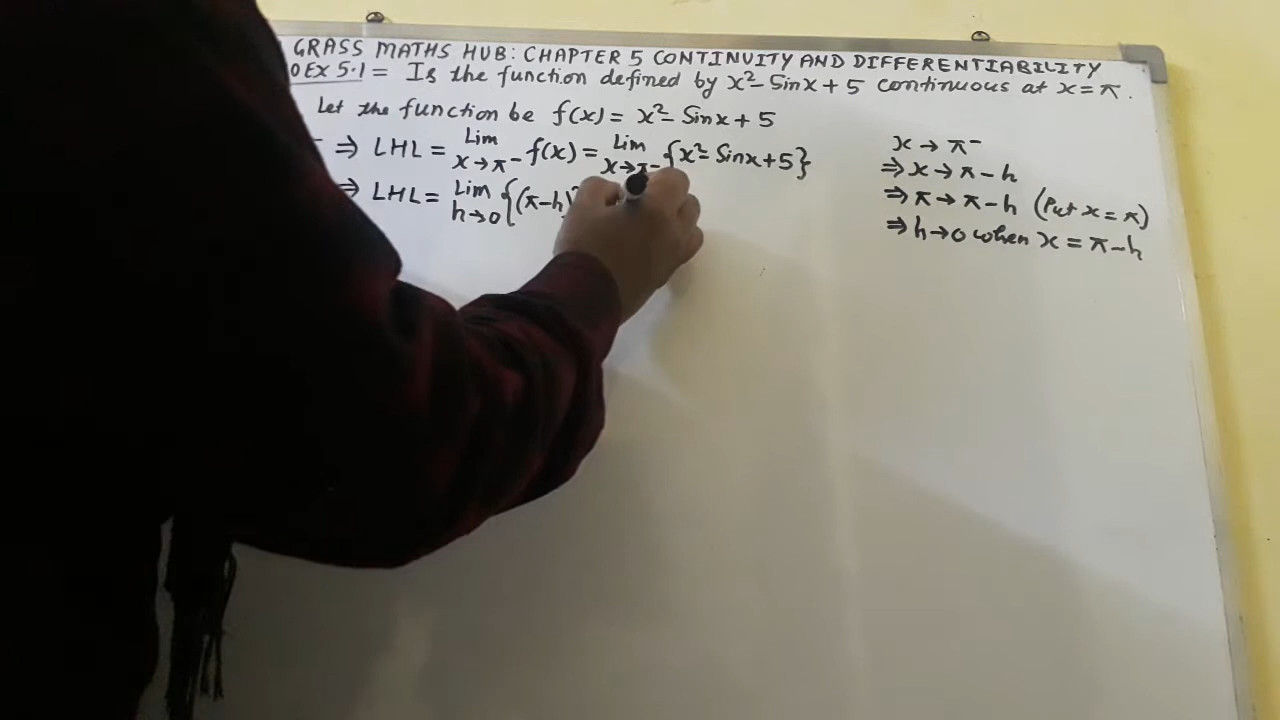 GRASS MATHS HUB: CHAPTER 5 CONTINUITY AND DIFFERENTIABILITY
Ex 5.1 = Is the function defined by x² - Sinx + 5 continuous at x = π.
Let the function be f(x) = x² - Sinx + 5
⇒ LHL = Lim x→π⁻ f(x) = Lim x→π⁻ {x² - Sinx + 5}
⇒ LHL = Lim h→0 {(π-h)²
x → π⁻
⇒ x → π - h
⇒ π → π - h (Put x = π)
⇒ h → 0 when x = π - h